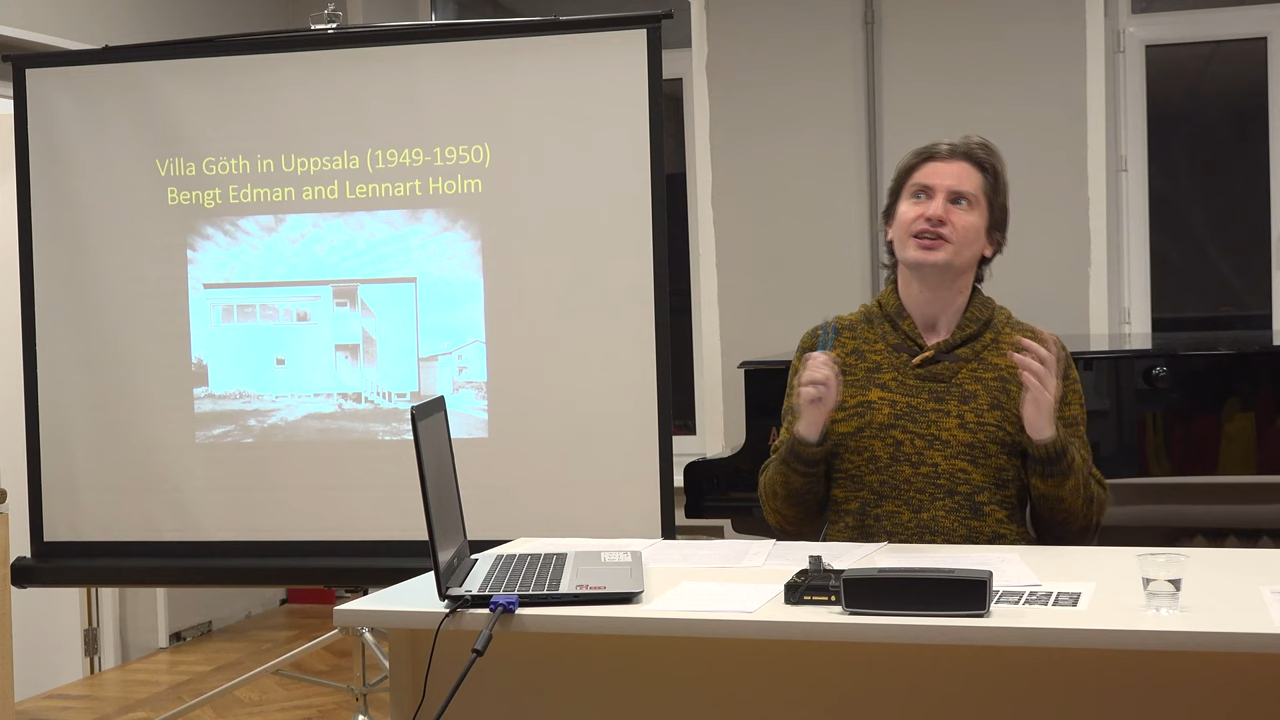 Villa Göth in Uppsala (1949-1950)
Bengt Edman and Lennart Holm